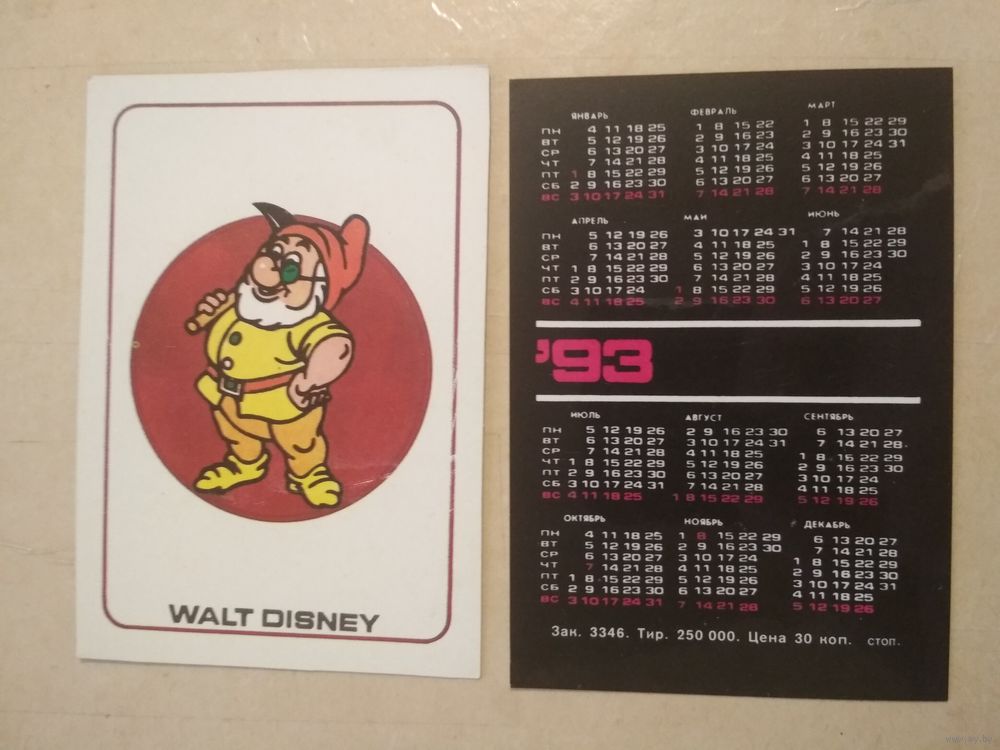 WALT DISNEY
ЯНВАРЬ ФЕВРАЛЬ МАРТ
ПН 4 11 18 25 1 8 15 22 1 8 15 22 29
ВТ 5 12 19 26 2 9 16 23 2 9 16 23 30
СР 6 13 20 27 3 10 17 24 3 10 17 24 31
ЧТ 7 14 21 28 4 11 18 25 4 11 18 25
ПТ 1 8 15 22 29 5 12 19 26 5 12 19 26
СБ 2 9 16 23 30 6 13 20 27 6 13 20 27
ВС 3 10 17 24 31 7 14 21 28 7 14 21 28
АПРЕЛЬ МАЙ ИЮНЬ
ПН 5 12 19 26 3 10 17 24 31 7 14 21 28
ВТ 6 13 20 27 4 11 18 25 1 8 15 22 29
СР 7 14 21 28 5 12 19 26 2 9 16 23 30
ЧТ 1 8 15 22 29 6 13 20 27 3 10 17 24
ПТ 2 9 16 23 30 7 14 21 28 4 11 18 25
СБ 3 10 17 24 1 8 15 22 29 5 12 19 26
ВС 4 11 18 25 2 9 16 23 30 6 13 20 27
'93
ИЮЛЬ АВГУСТ СЕНТЯБРЬ
ПН 5 12 19 26 2 9 16 23 30 6 13 20 27
ВТ 6 13 20 27 3 10 17 24 31 7 14 21 28
СР 7 14 21 28 4 11 18 25 1 8 15 22 29
ЧТ 1 8 15 22 29 5 12 19 26 2 9 16 23 30
ПТ 2 9 16 23 30 6 13 20 27 3 10 17 24
СБ 3 10 17 24 31 7 14 21 28 4 11 18 25
ВС 4 11 18 25 1 8 15 22 29 5 12 19 26
ОКТЯБРЬ НОЯБРЬ ДЕКАБРЬ
ПН 4 11 18 25 1 8 15 22 29 6 13 20 27
ВТ 5 12 19 26 2 9 16 23 30 7 14 21 28
СР 6 13 20 27 3 10 17 24 1 8 15 22 29
ЧТ 7 14 21 28 4 11 18 25 2 9 16 23 30
ПТ 1 8 15 22 29 5 12 19 26 3 10 17 24 31
СБ 2 9 16 23 30 6 13 20 27 4 11 18 25
ВС 3 10 17 24 31 7 14 21 28 5 12 19 26
Зак. 3346. Тир. 250 000. Цена 30 коп. стоп.
www.ay.by